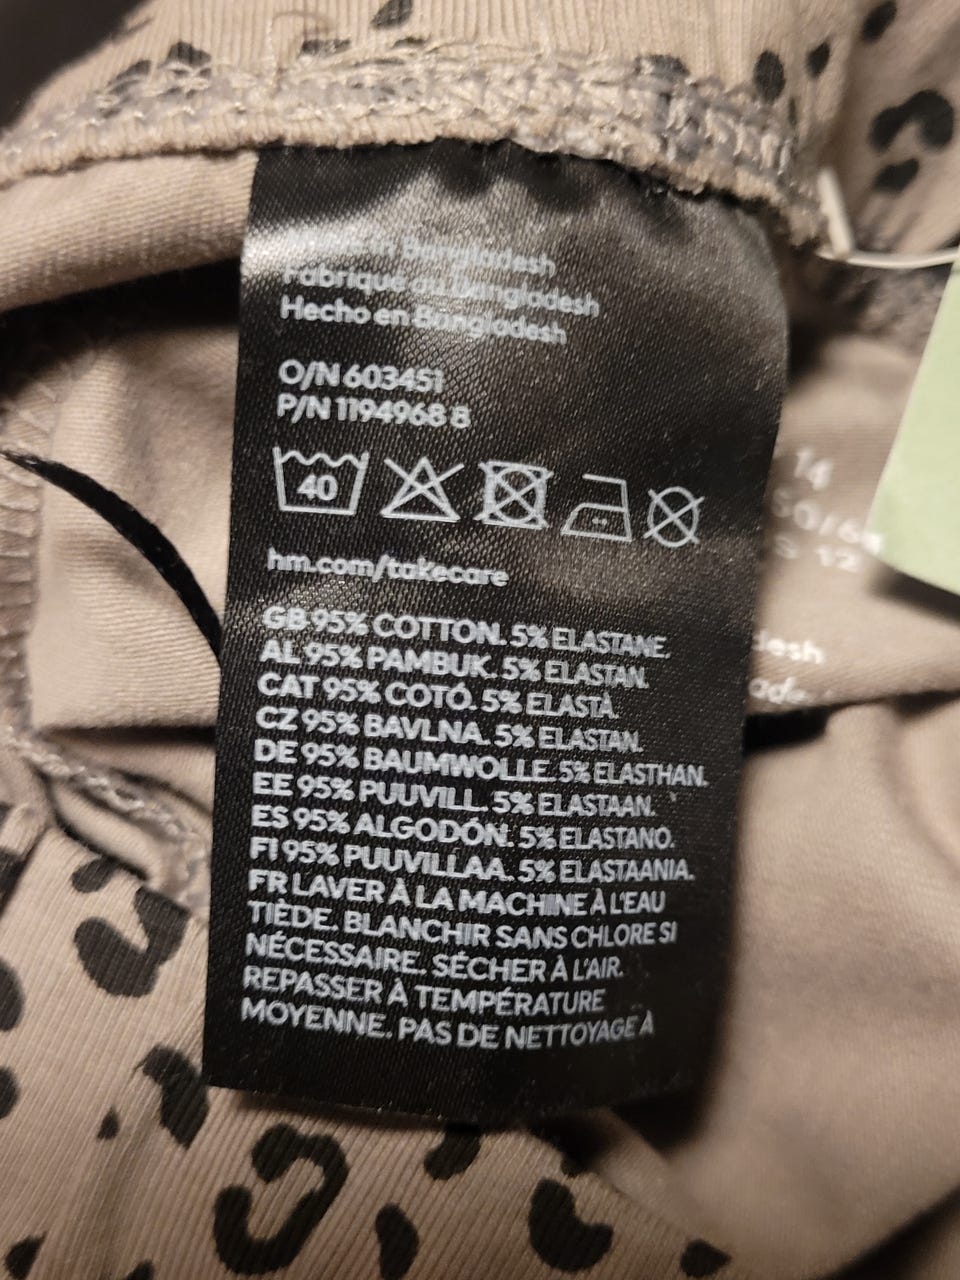 in Bangladesh
Fabriqué au Bangladesh
Hecho en Bangladesh
O/N 603451
P/N 1194968 8
40
hm.com/takecare
GB 95% COTTON. 5% ELASTANE.
AL 95% PAMBUK. 5% ELASTAN.
CAT 95% COTÓ. 5% ELASTÀ.
CZ 95% BAVLNA. 5% ELASTAN.
DE 95% BAUMWOLLE. 5% ELASTHAN.
EE 95% PUUVILL. 5% ELASTAAN.
ES 95% ALGODÓN. 5% ELASTANO.
FI 95% PUUVILLAA. 5% ELASTAANIA.
FR LAVER À LA MACHINE À L'EAU
TIÈDE. BLANCHIR SANS CHLORE SI
NÉCESSAIRE. SÉCHER À L'AIR.
REPASSER À TEMPÉRATURE
MOYENNE. PAS DE NETTOYAGE À
14
12